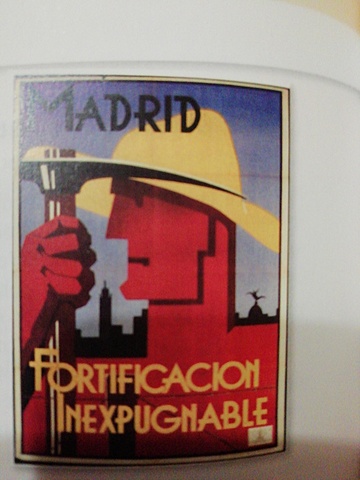 MADRID
FORTIFICACION
INEXPUGNABLE